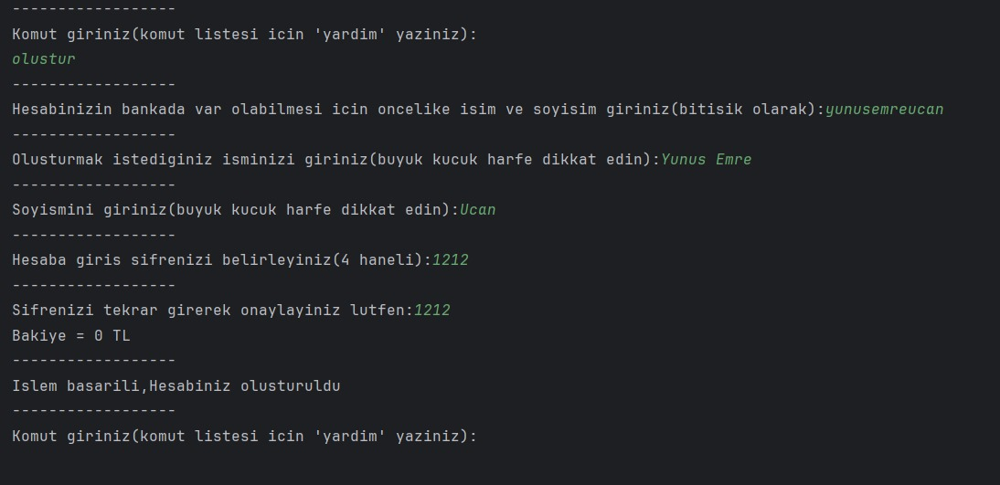 ------------------
Komut giriniz(komut listesi icin 'yardim' yaziniz):
olustur
------------------
Hesabinizin bankada var olabilmesi icin oncelike isim ve soyisim giriniz(bitisik olarak):yunusemreucan
------------------
Olusturmak istediginiz isminizi giriniz(buyuk kucuk harfe dikkat edin):Yunus Emre
------------------
Soyismini giriniz(buyuk kucuk harfe dikkat edin):Ucan
------------------
Hesaba giris sifrenizi belirleyiniz(4 haneli):1212
------------------
Sifrenizi tekrar girerek onaylayiniz lutfen:1212
Bakiye = 0 TL
------------------
Islem basarili,Hesabiniz olusturuldu
------------------
Komut giriniz(komut listesi icin 'yardim' yaziniz):